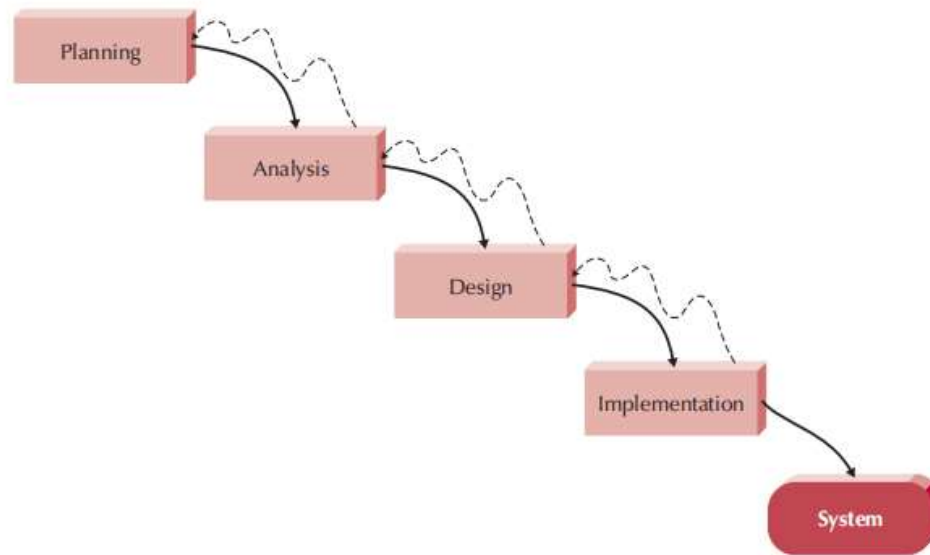 Planning
Analysis
Design
Implementation
System